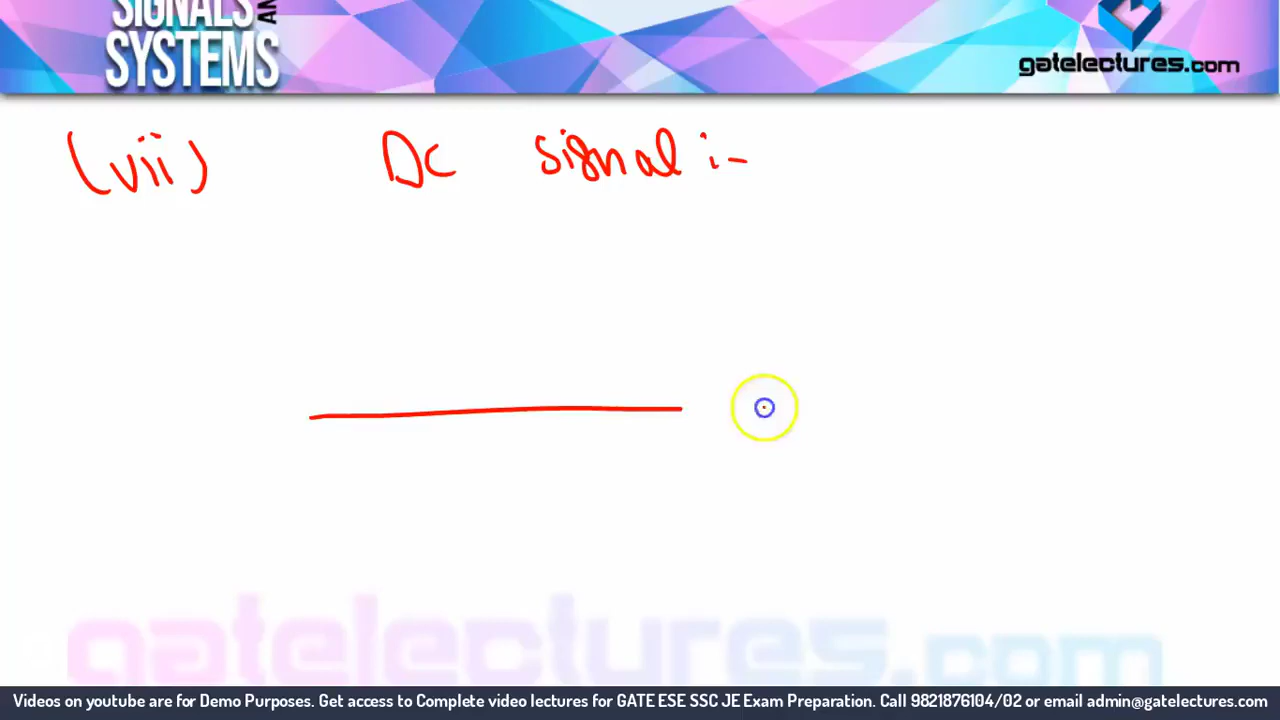 SIGNALS AND
SYSTEMS
gatelectures.com
(vii) DC signal :-
gatelectures.com
Videos on youtube are for Demo Purposes. Get access to Complete video lectures for GATE ESE SSC JE Exam Preparation. Call 9821876104/02 or email admin@gatelectures.com